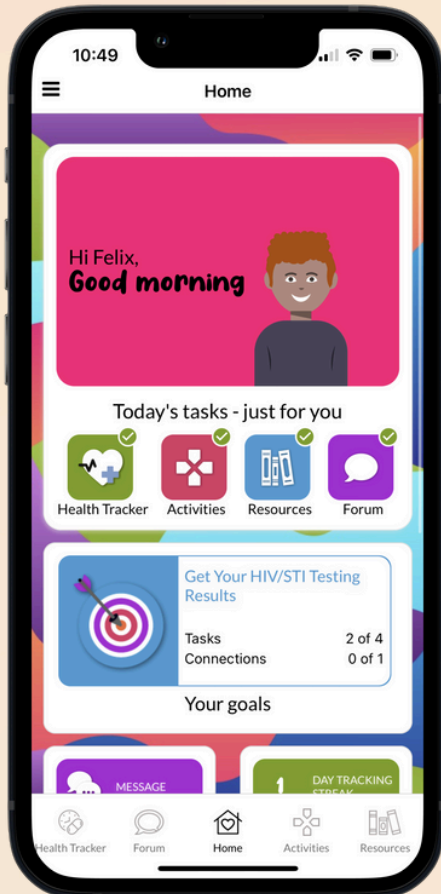 10:49
Home
Hi Felix,
Good morning
Today's tasks - just for you
Health Tracker
Activities
Resources
Forum
Get Your HIV/STI Testing
Results
Tasks 2 of 4
Connections 0 of 1
Your goals
MESSAGE
1 DAY TRACKING
STREAK
Health Tracker
Forum
Home
Activities
Resources